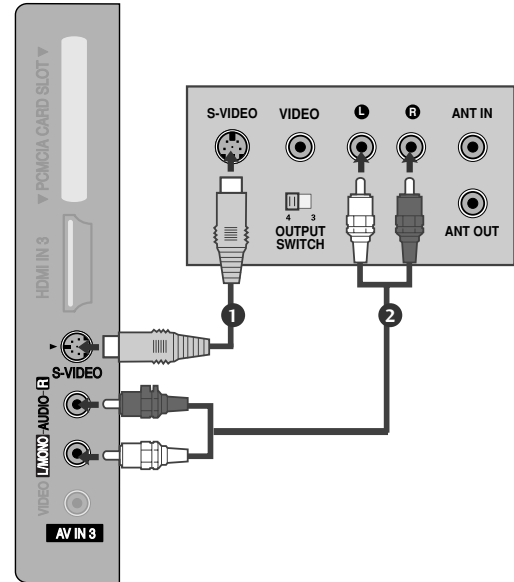 ▼ PCMCIA CARD SLOT ▼
HDMI IN 3
S-VIDEO
VIDEO L/MONO-AUDIO-R
AV IN 3
S-VIDEO VIDEO L R ANT IN
4 3
OUTPUT
SWITCH
ANT OUT
1
2